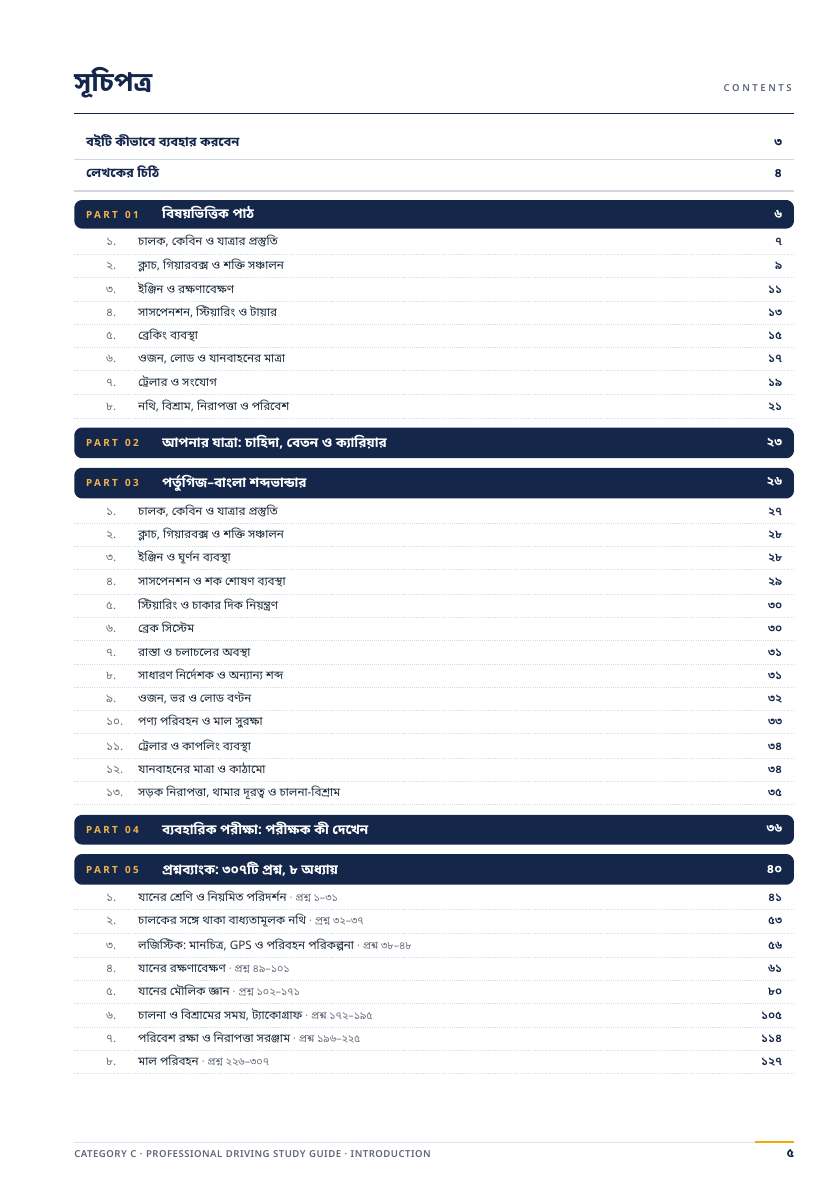 সূচিপত্র
CONTENTS
বইটি কীভাবে ব্যবহার করবেন ৩
লেখকের চিঠি ৪
PART 01 বিষয়ভিত্তিক পাঠ ৬
১. চালক, কেবিন ও যাত্রার প্রস্তুতি ৭
২. ক্লাচ, গিয়ারবক্স ও শক্তি সঞ্চালন ৯
৩. ইঞ্জিন ও রক্ষণাবেক্ষণ ১১
৪. সাসপেনশন, স্টিয়ারিং ও টায়ার ১৩
৫. ব্রেকিং ব্যবস্থা ১৫
৬. ওজন, লোড ও যানবাহনের মাত্রা ১৭
৭. ট্রেলার ও সংযোগ ১৯
৮. নথি, বিশ্রাম, নিরাপত্তা ও পরিবেশ ২১
PART 02 আপনার যাত্রা: চাহিদা, বেতন ও ক্যারিয়ার ২৩
PART 03 পর্তুগিজ–বাংলা শব্দভান্ডার ২৬
১. চালক, কেবিন ও যাত্রার প্রস্তুতি ২৭
২. ক্লাচ, গিয়ারবক্স ও শক্তি সঞ্চালন ২৮
৩. ইঞ্জিন ও ঘূর্ণন ব্যবস্থা ২৮
৪. সাসপেনশন ও শক শোষণ ব্যবস্থা ২৯
৫. স্টিয়ারিং ও চাকার দিক নিয়ন্ত্রণ ৩০
৬. ব্রেক সিস্টেম ৩০
৭. রাস্তা ও চলাচলের অবস্থা ৩১
৮. সাধারণ নির্দেশক ও অন্যান্য শব্দ ৩১
৯. ওজন, ভর ও লোড বণ্টন ৩২
১০. পণ্য পরিবহন ও মাল সুরক্ষা ৩৩
১১. ট্রেলার ও কাপলিং ব্যবস্থা ৩৪
১২. যানবাহনের মাত্রা ও কাঠামো ৩৪
১৩. সড়ক নিরাপত্তা, থামার দূরত্ব ও চালনা-বিশ্রাম ৩৫
PART 04 ব্যবহারিক পরীক্ষা: পরীক্ষক কী দেখেন ৩৬
PART 05 প্রশ্নব্যাংক: ৩০৭টি প্রশ্ন, ৮ অধ্যায় ৪০
১. যানের শ্রেণি ও নিয়মিত পরিদর্শন · প্রশ্ন ১–৩১ ৪১
২. চালকের সঙ্গে থাকা বাধ্যতামূলক নথি · প্রশ্ন ৩২–৩৭ ৫৩
৩. লজিস্টিক: মানচিত্র, GPS ও পরিবহন পরিকল্পনা · প্রশ্ন ৩৮–৪৮ ৫৬
৪. যানের রক্ষণাবেক্ষণ · প্রশ্ন ৪৯–১০১ ৬১
৫. যানের মৌলিক জ্ঞান · প্রশ্ন ১০২–১৭১ ৮০
৬. চালনা ও বিশ্রামের সময়, ট্যাকোগ্রাফ · প্রশ্ন ১৭২–১৯৫ ১০৫
৭. পরিবেশ রক্ষা ও নিরাপত্তা সরঞ্জাম · প্রশ্ন ১৯৬–২২৫ ১১৪
৮. মাল পরিবহন · প্রশ্ন ২২৬–৩০৭ ১২৭
CATEGORY C · PROFESSIONAL DRIVING STUDY GUIDE · INTRODUCTION ৫